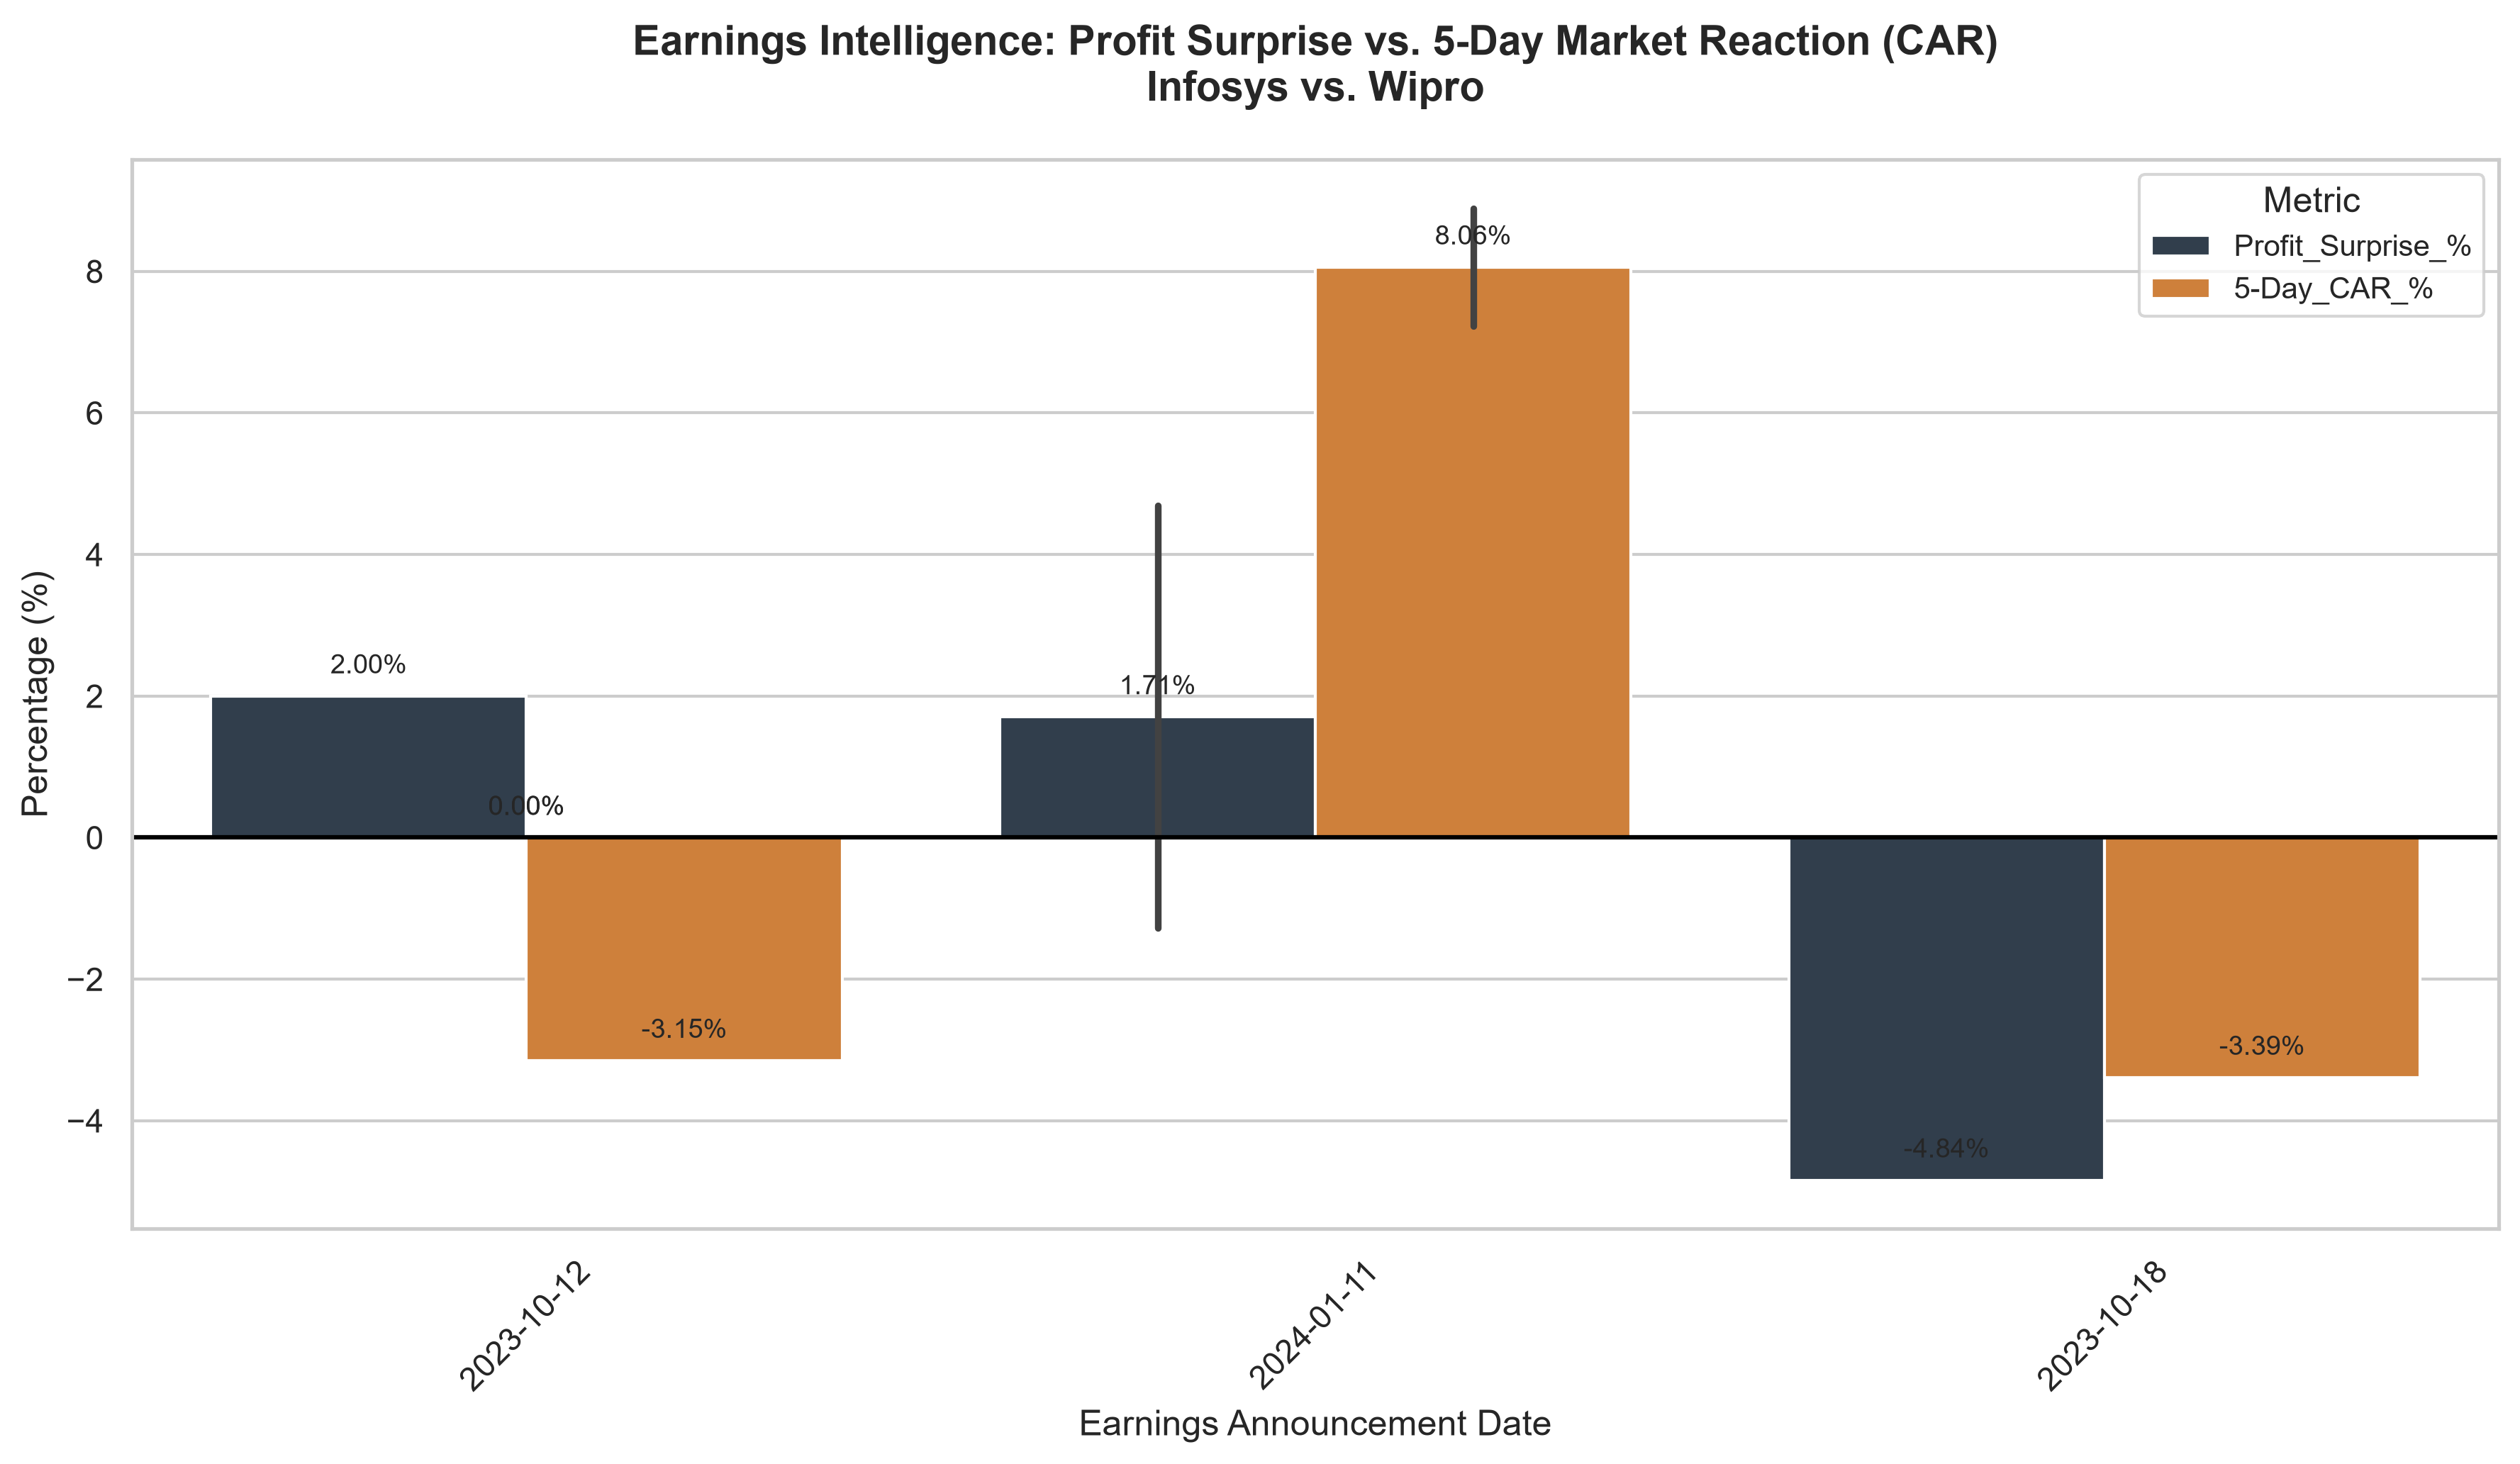 Earnings Intelligence: Profit Surprise vs. 5-Day Market Reaction (CAR)
Infosys vs. Wipro
Metric
Profit_Surprise_%
5-Day_CAR_%
Percentage (%)
8
6
4
2
0
−2
−4
2.00%
0.00%
-3.15%
1.71%
8.06%
-4.84%
-3.39%
2023-10-12
2024-01-11
2023-10-18
Earnings Announcement Date